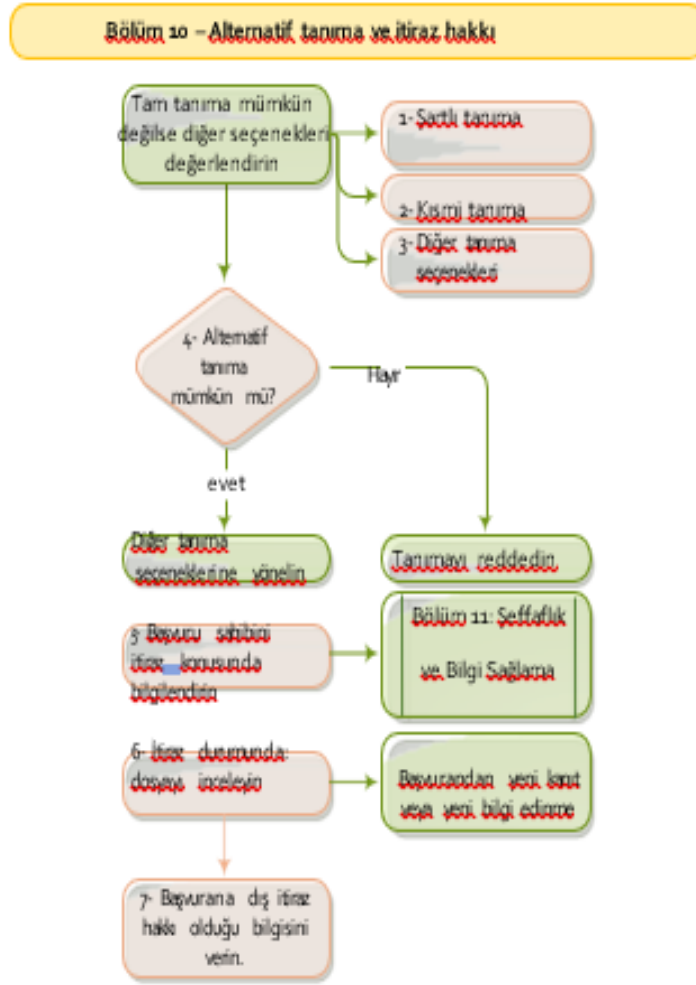 Bölüm 10 – Alternatif tanıma ve itiraz hakkı
Tam tanıma mümkün
değilse diğer seçenekleri
değerlendirin
1- Şartlı tanıma
2- Kısmi tanıma
3- Diğer tanıma
seçenekleri
4- Alternatif
tanıma
mümkün mü?
Hayır
evet
Diğer tanıma
seçeneklerine yönelin
Tanımayı reddedin
5 Başvuru sahibini
itiraz konusunda
bilgilendirin
Bölüm 11: Şeffaflık
ve Bilgi Sağlama
6- İtiraz durumunda:
dosyayı inceleyin
Başvurandan yeni kanıt
veya yeni bilgi edinme
7- Başvurana dış itiraz
hakkı olduğu bilgisini
verin.